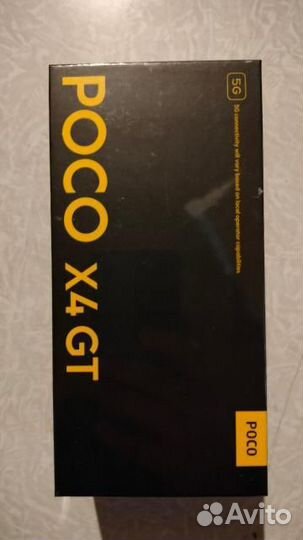 POCO X4 GT
5G
5G connectivity will vary based on local operator capabilities
POCO
Avito